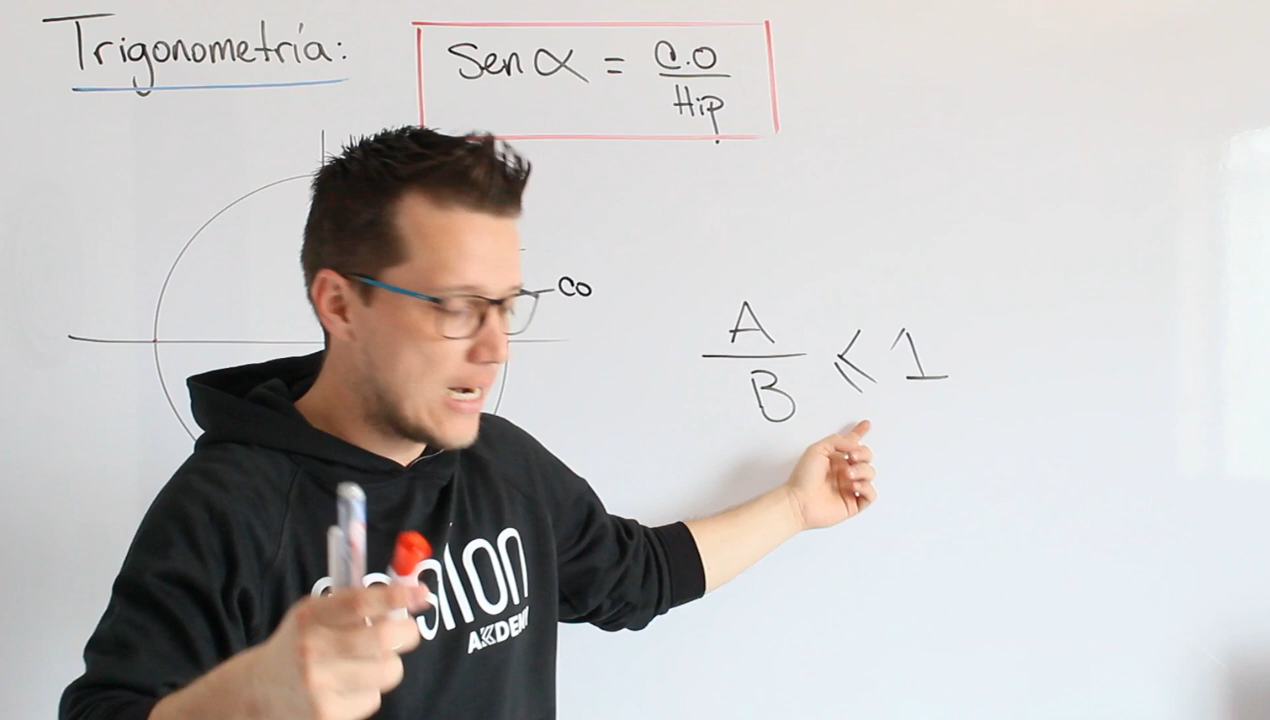 Trigonometría:
Sen α = C.O
Hip
CO
A
B
⩽ 1
AKDEM